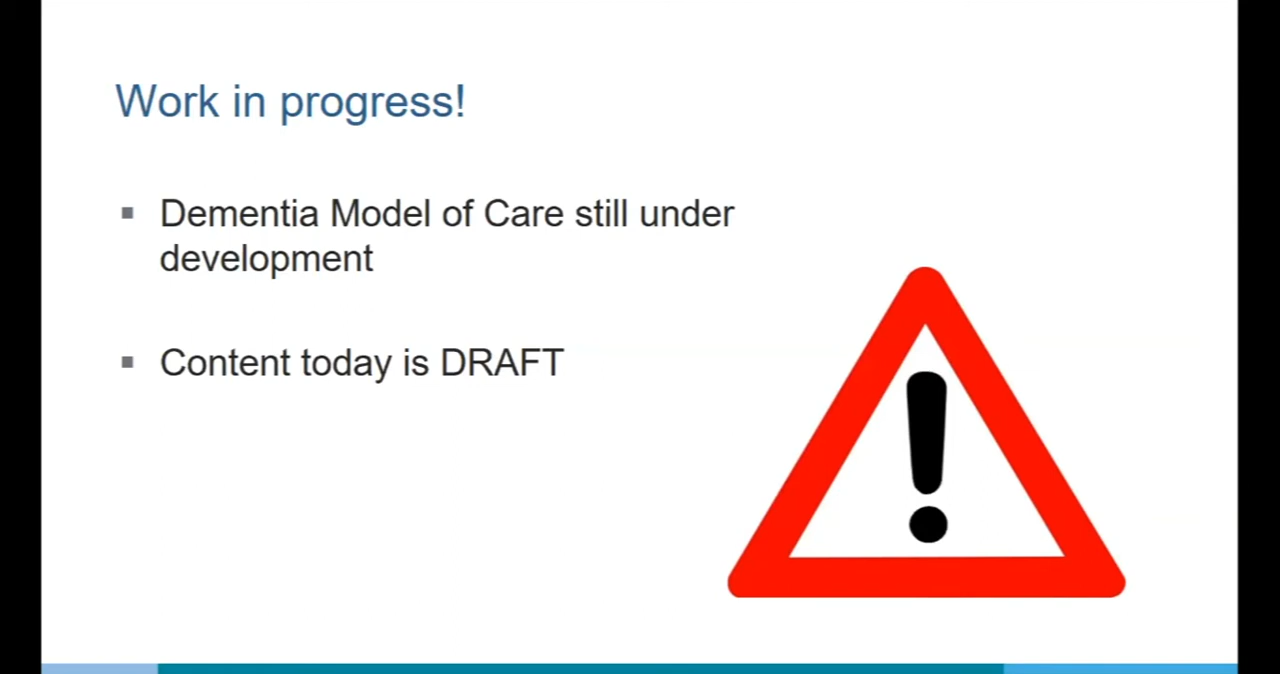 Work in progress!
Dementia Model of Care still under
development
Content today is DRAFT